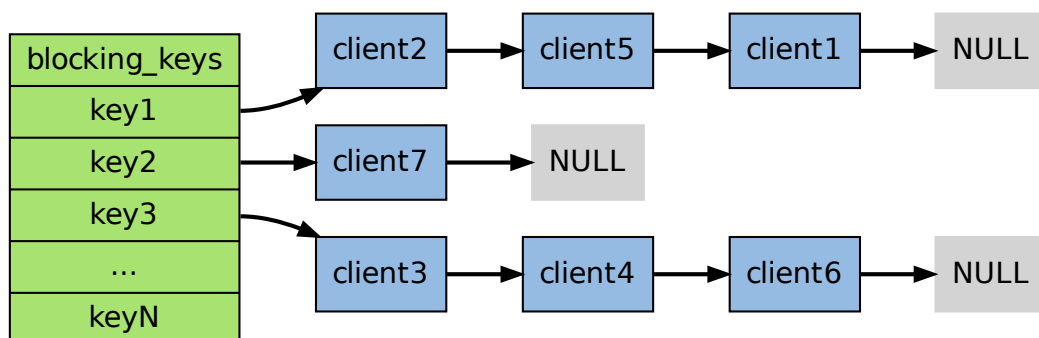 blocking_keys
key1
key2
key3
...
keyN
client2
client5
client1
NULL
client7
NULL
client3
client4
client6
NULL